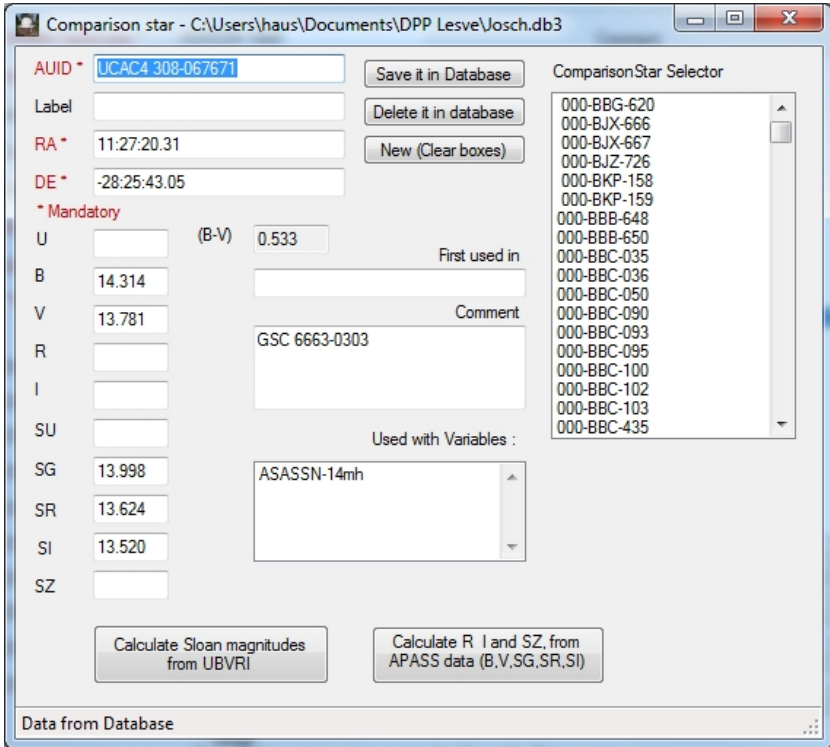 Comparison star - C:\Users\haus\Documents\DPP Lesve\Josch.db3
AUID * UCAC4 308-067671
Label
RA * 11:27:20.31
DE * -28:25:43.05
* Mandatory
Save it in Database
Delete it in database
New (Clear boxes)
U
(B-V) 0.533
B 14.314
V 13.781
R
I
SU
SG 13.998
SR 13.624
SI 13.520
SZ
First used in
Comment
GSC 6663-0303
Used with Variables :
ASASSN-14mh
ComparisonStar Selector
000-BBG-620
000-BJX-666
000-BJX-667
000-BJZ-726
000-BKP-158
000-BKP-159
000-BBB-648
000-BBB-650
000-BBC-035
000-BBC-036
000-BBC-050
000-BBC-090
000-BBC-093
000-BBC-095
000-BBC-100
000-BBC-102
000-BBC-103
000-BBC-435
Calculate Sloan magnitudes
from UBVRI
Calculate R I and SZ, from
APASS data (B,V,SG,SR,SI)
Data from Database